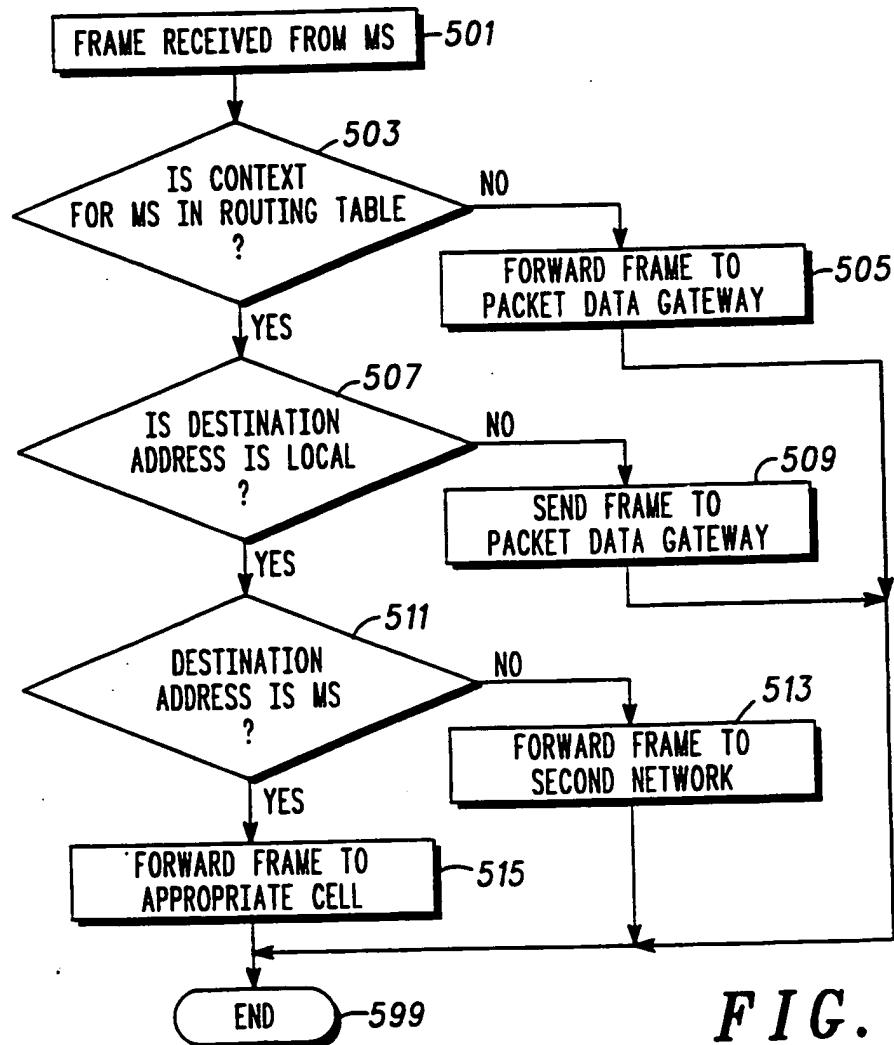 FRAME RECEIVED FROM MS
501
503
IS CONTEXT
FOR MS IN ROUTING TABLE
?
NO
FORWARD FRAME TO
PACKET DATA GATEWAY
505
YES
507
IS DESTINATION
ADDRESS IS LOCAL
?
NO
509
SEND FRAME TO
PACKET DATA GATEWAY
YES
511
DESTINATION
ADDRESS IS MS
?
NO
513
FORWARD FRAME TO
SECOND NETWORK
YES
FORWARD FRAME TO
APPROPRIATE CELL
515
END
599
FIG.